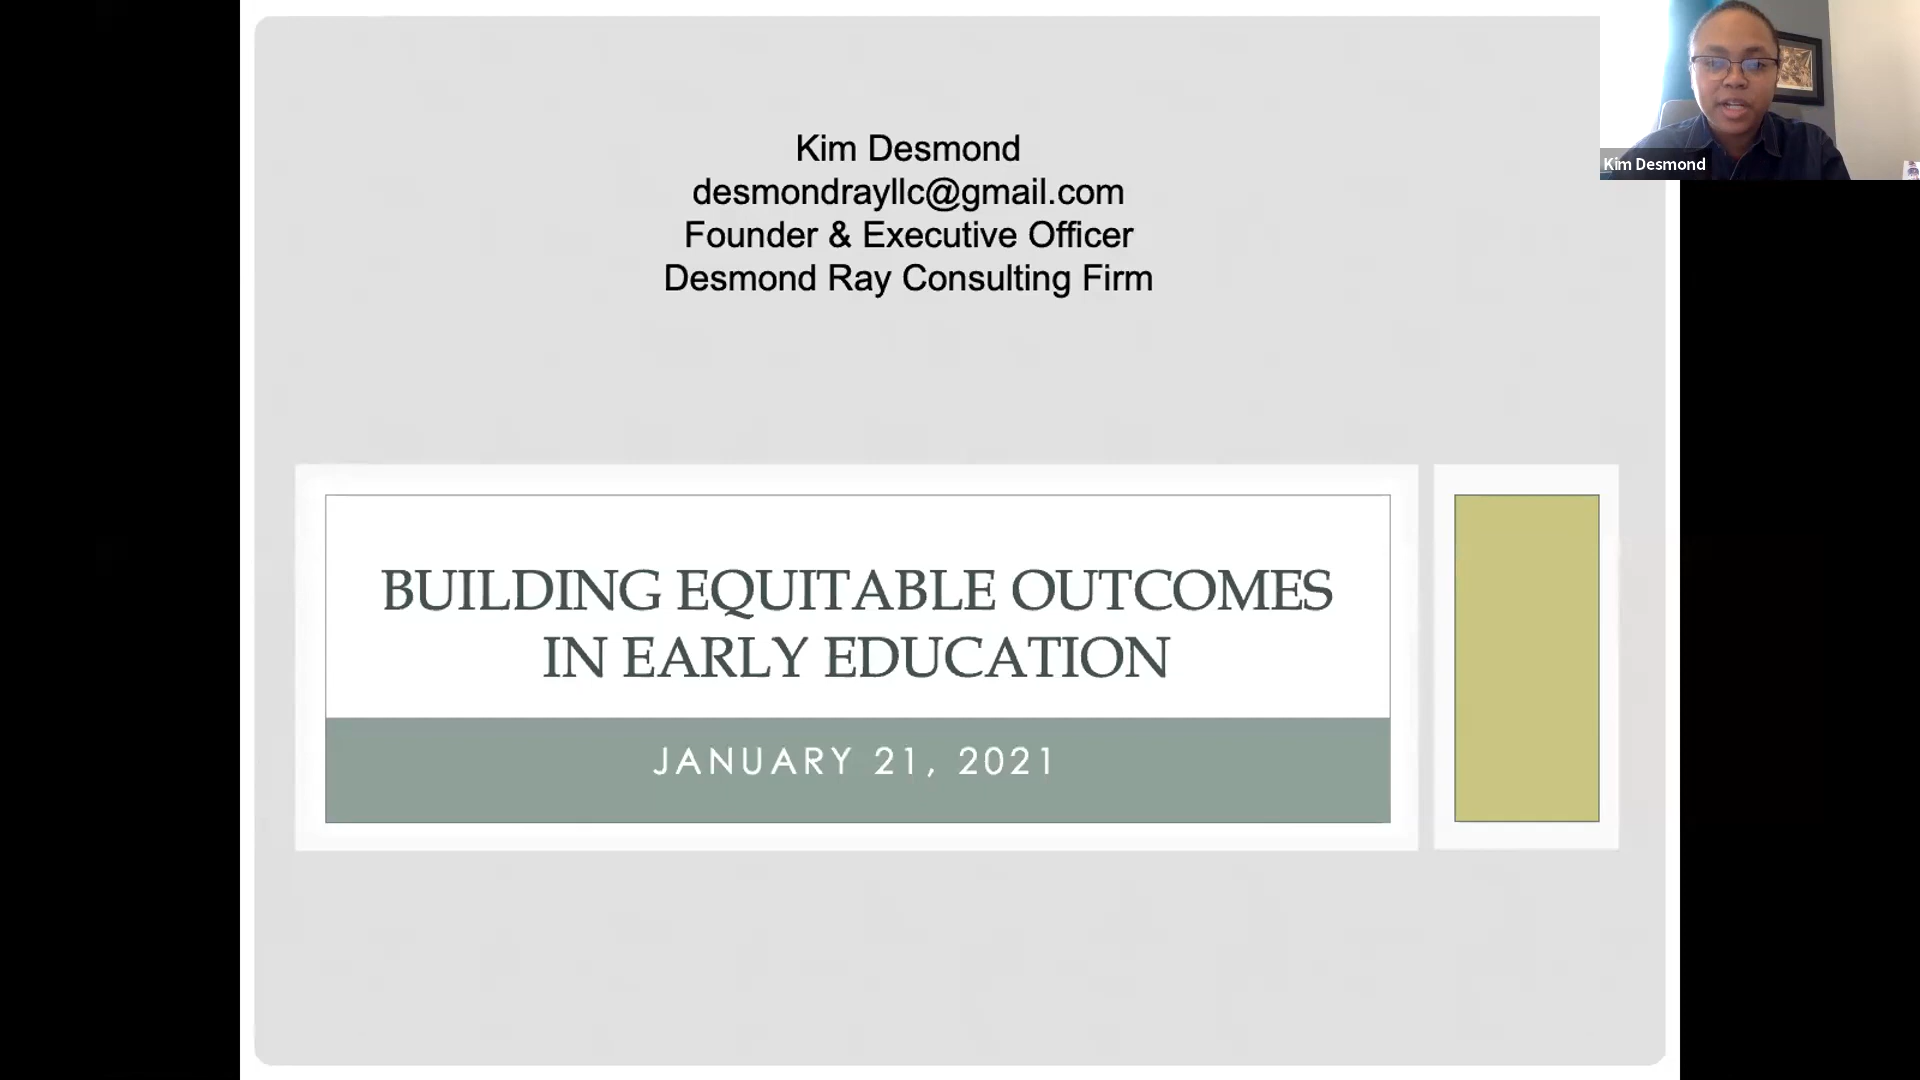 Kim Desmond
desmondrayllc@gmail.com
Founder & Executive Officer
Desmond Ray Consulting Firm
Kim Desmond
BUILDING EQUITABLE OUTCOMES
IN EARLY EDUCATION
JANUARY 21, 2021